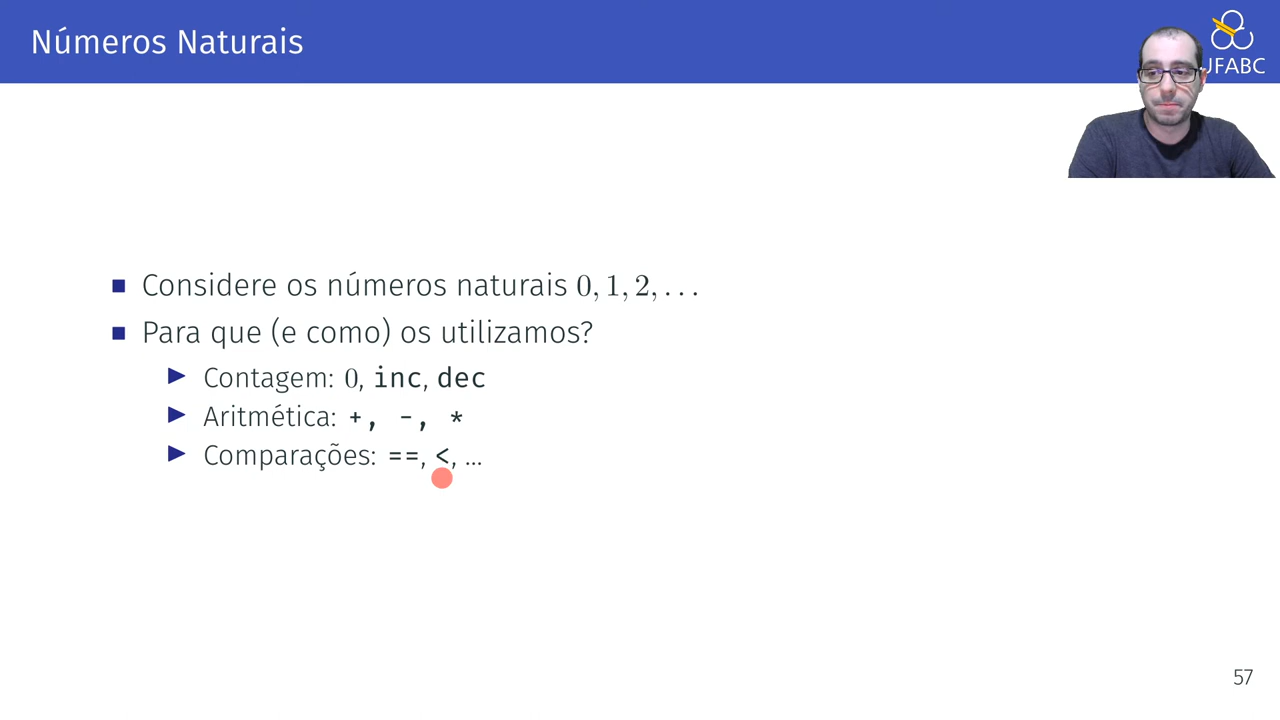 Números Naturais
UFABC
Considere os números naturais 0, 1, 2, . . .
Para que (e como) os utilizamos?
Contagem: 0, inc, dec
Aritmética: +, -, *
Comparações: ==, <, ...
57